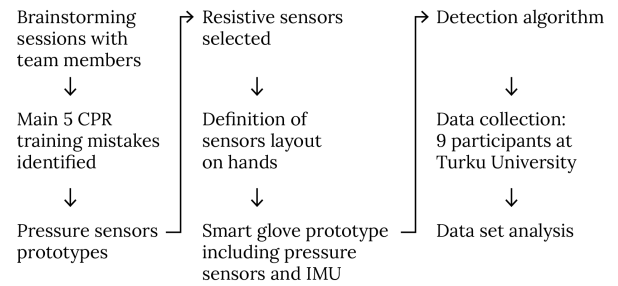 Brainstorming
sessions with
team members
Main 5 CPR
training mistakes
identified
Pressure sensors
prototypes
Resistive sensors
selected
Definition of
sensors layout
on hands
Smart glove prototype
including pressure
sensors and IMU
Detection algorithm
Data collection:
9 participants at
Turku University
Data set analysis